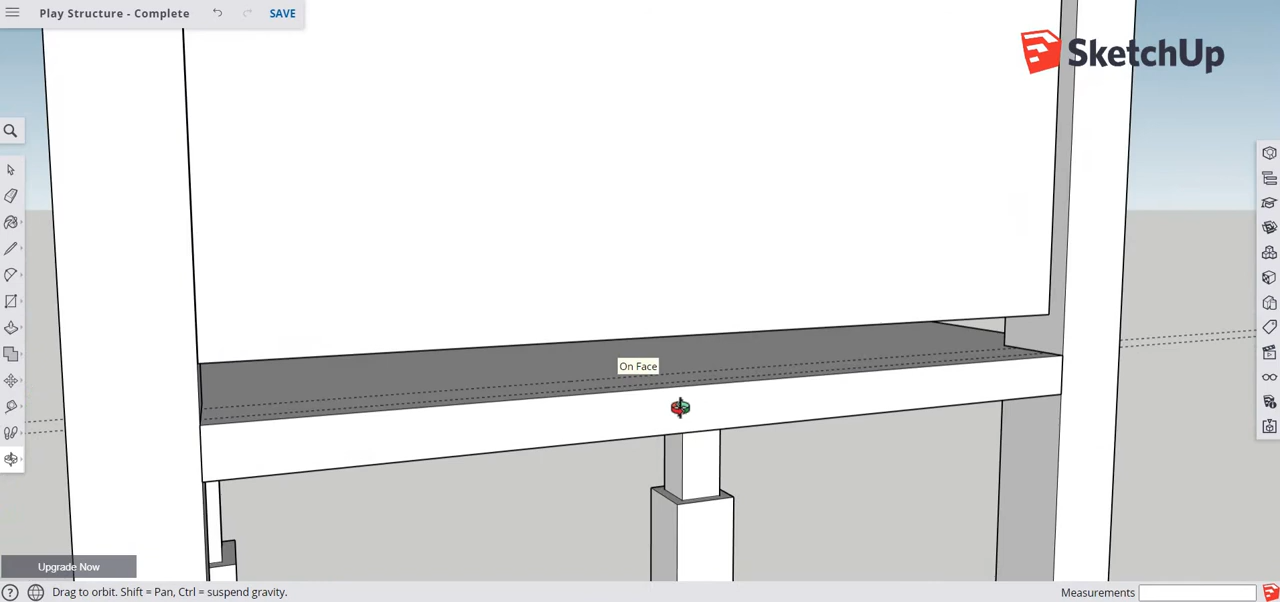 Play Structure - Complete
SAVE
SketchUp
On Face
Upgrade Now
Drag to orbit. Shift = Pan, Ctrl = suspend gravity.
Measurements